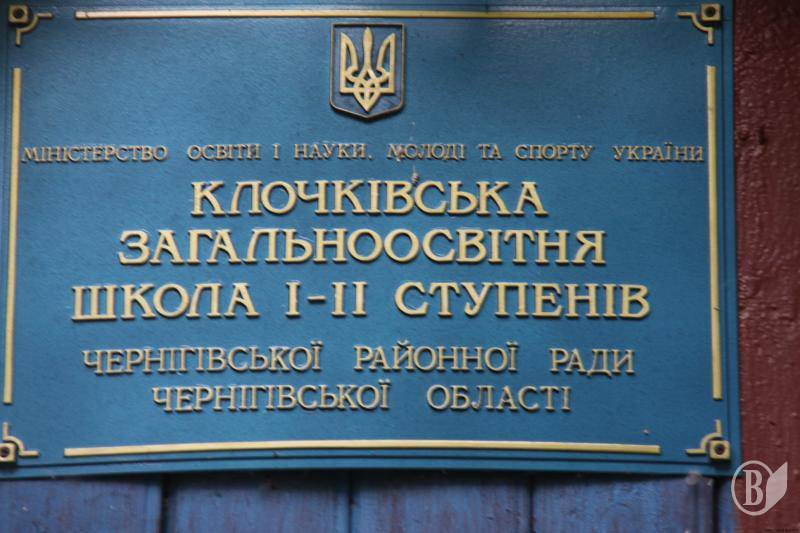 МІНІСТЕРСТВО ОСВІТИ І НАУКИ, МОЛОДІ ТА СПОРТУ УКРАЇНИ
КЛОЧКІВСЬКА
ЗАГАЛЬНООСВІТНЯ
ШКОЛА І-ІІ СТУПЕНІВ
ЧЕРНІГІВСЬКОЇ РАЙОННОЇ РАДИ
ЧЕРНІГІВСЬКОЇ ОБЛАСТІ
В